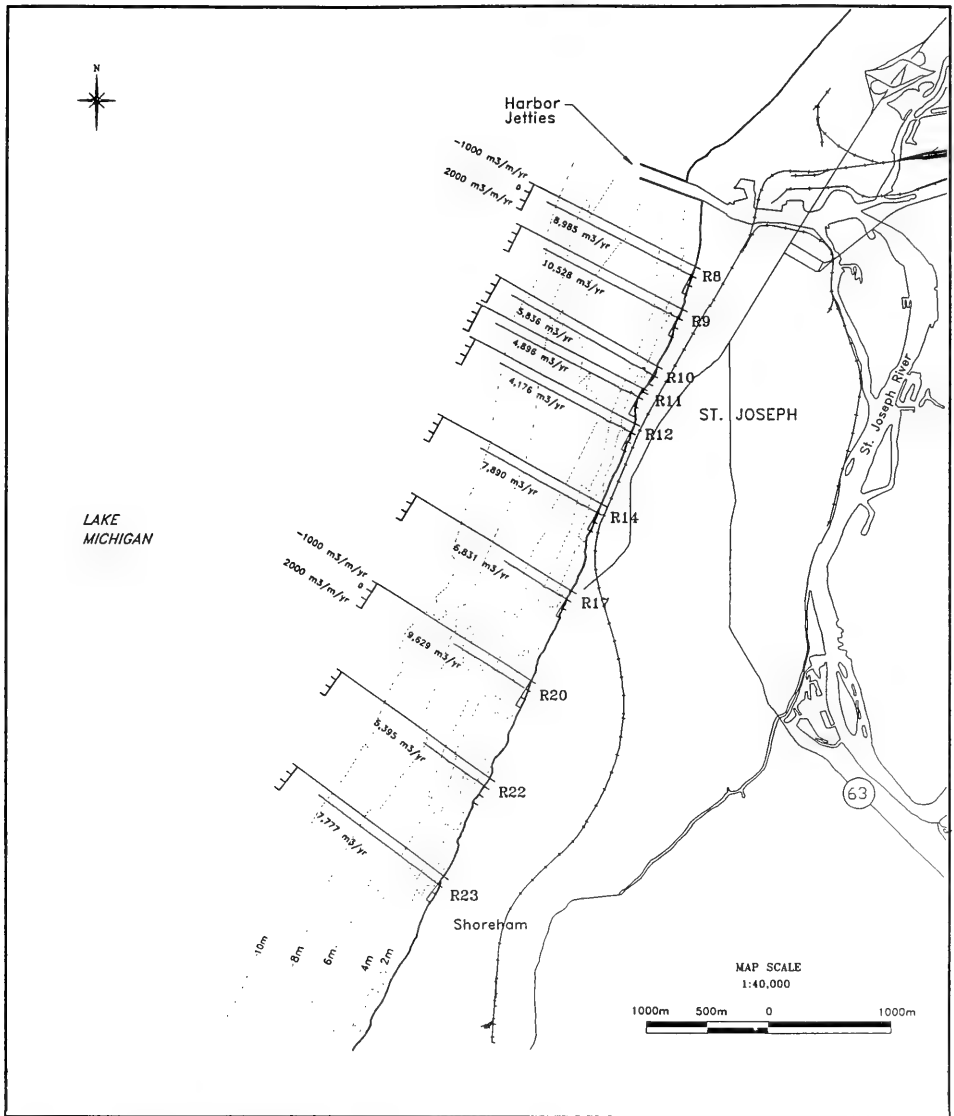 N
Harbor
Jetties
-1000 m3/m/yr
0
2000 m3/m/yr
8,985 m3/yr
R8
10,528 m3/yr
R9
5,836 m3/yr
R10
4,896 m3/yr
R11
4,176 m3/yr
R12
ST. JOSEPH
St. Joseph River
7,890 m3/yr
R14
LAKE
MICHIGAN
6,831 m3/yr
R17
-1000 m3/m/yr
0
2000 m3/m/yr
9,629 m3/yr
R20
m3/yr
R22
63
7,777 m3/yr
R23
Shoreham
10m
8m
6m
4m
2m
MAP SCALE
1:40,000
1000m
500m
0
1000m